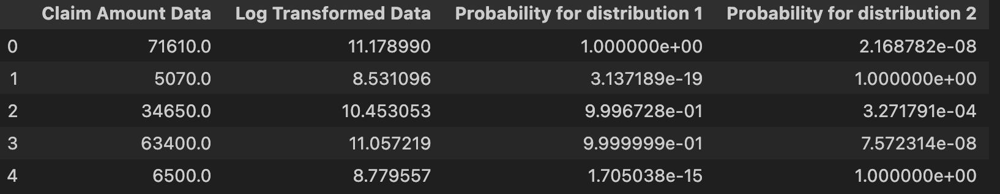 Claim Amount Data Log Transformed Data Probability for distribution 1 Probability for distribution 2
0 71610.0 11.178990 1.000000e+00 2.168782e-08
1 5070.0 8.531096 3.137189e-19 1.000000e+00
2 34650.0 10.453053 9.996728e-01 3.271791e-04
3 63400.0 11.057219 9.999999e-01 7.572314e-08
4 6500.0 8.779557 1.705038e-15 1.000000e+00